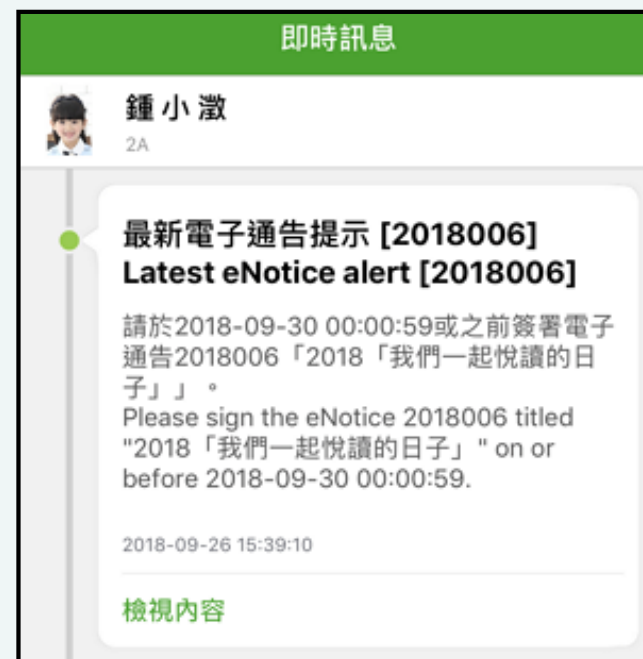 即時訊息
鍾小澂
2A
最新電子通告提示 [2018006]
Latest eNotice alert [2018006]
請於2018-09-30 00:00:59或之前簽署電子
通告2018006「2018「我們一起悅讀的日
子」」。
Please sign the eNotice 2018006 titled
"2018「我們一起悅讀的日子」" on or
before 2018-09-30 00:00:59.
2018-09-26 15:39:10
檢視內容